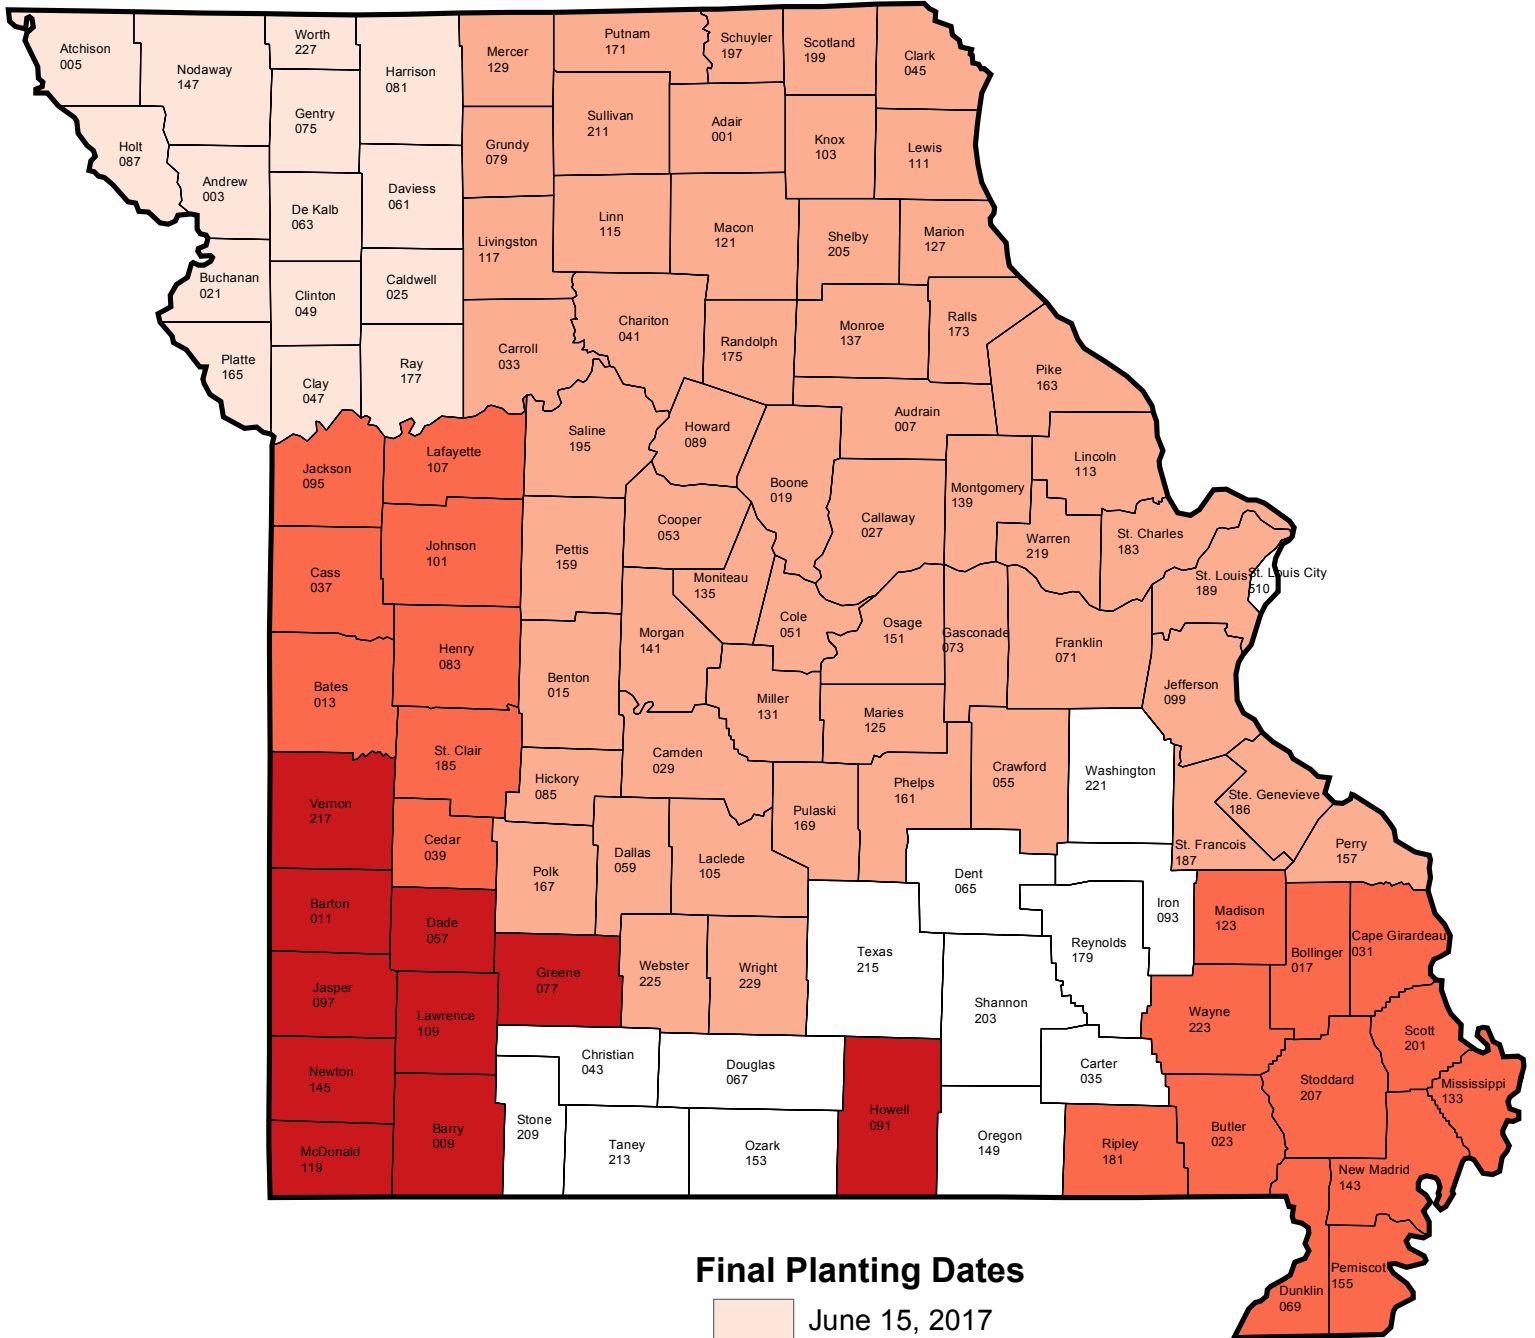 Atchison
005
Nodaway
147
Worth
227
Harrison
081
Mercer
129
Putnam
171
Schuyler
197
Scotland
199
Clark
045
Holt
087
Gentry
075
Sullivan
211
Adair
001
Knox
103
Lewis
111
Grundy
079
Andrew
003
De Kalb
063
Daviess
061
Livingston
117
Linn
115
Macon
121
Shelby
205
Marion
127
Buchanan
021
Clinton
049
Caldwell
025
Chariton
041
Randolph
175
Monroe
137
Ralls
173
Platte
165
Clay
047
Ray
177
Carroll
033
Pike
163
Audrain
007
Jackson
095
Lafayette
107
Saline
195
Howard
089
Boone
019
Lincoln
113
Montgomery
139
Cooper
053
Callaway
027
Warren
219
St. Charles
183
Cass
037
Johnson
101
Pettis
159
Moniteau
135
St. Louis
189
St. Louis City
510
Cole
051
Osage
151
Gasconade
073
Franklin
071
Morgan
141
Bates
013
Henry
083
Benton
015
Miller
131
Maries
125
Jefferson
099
St. Clair
185
Hickory
085
Camden
029
Pulaski
169
Phelps
161
Crawford
055
Washington
221
Ste. Genevieve
186
Vernon
217
Cedar
039
Polk
167
Dallas
059
Laclede
105
St. Francois
187
Perry
157
Dent
065
Barton
011
Dade
057
Iron
093
Madison
123
Bollinger
017
Cape Girardeau
031
Reynolds
179
Texas
215
Jasper
097
Greene
077
Webster
225
Wright
229
Lawrence
109
Shannon
203
Wayne
223
Scott
201
Newton
145
Christian
043
Douglas
067
Carter
035
Stoddard
207
Mississippi
133
McDonald
119
Barry
009
Stone
209
Taney
213
Ozark
153
Howell
091
Oregon
149
Ripley
181
Butler
023
New Madrid
143
Dunklin
069
Pemiscot
155
Final Planting Dates
June 15, 2017